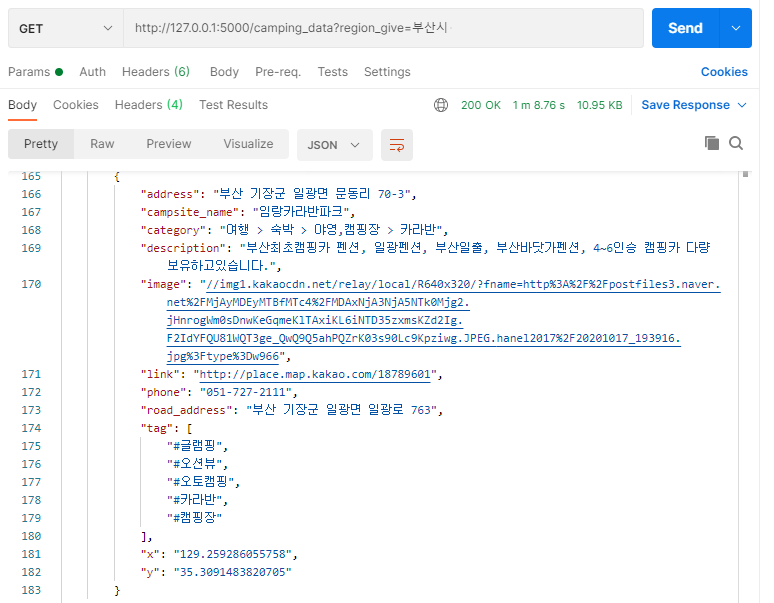 GET http://127.0.0.1:5000/camping_data?region_give=부산시 Send
Params Auth Headers (6) Body Pre-req. Tests Settings Cookies
Body Cookies Headers (4) Test Results 200 OK 1 m 8.76 s 10.95 KB Save Response
Pretty Raw Preview Visualize JSON
165 {
166 "address": "부산 기장군 일광면 문동리 70-3",
167 "campsite_name": "임랑카라반파크",
168 "category": "여행 > 숙박 > 야영,캠핑장 > 카라반",
169 "description": "부산최초캠핑카 펜션, 일광펜션, 부산일출, 부산바닷가펜션, 4~6인승 캠핑카 다량
보유하고있습니다.",
170 "image": "//img1.kakaocdn.net/relay/local/R640x320/?fname=http%3A%2F%2Fpostfiles3.naver.
net%2FMjAyMDEyMTBfMTc4%2FMDAxNjA3NjA5NTk0Mjg2.
jHnrogWm0sDnwKeGqmeKlTAxiKL6iNTD35zxmsKZd2Ig.
F2IdYFQU81WQT3ge_QwQ9Q5ahPQZrK03s90Lc9Kpziwg.JPEG.hanel2017%2F20201017_193916.
jpg%3Ftype%3Dw966",
171 "link": "http://place.map.kakao.com/18789601",
172 "phone": "051-727-2111",
173 "road_address": "부산 기장군 일광면 일광로 763",
174 "tag": [
175 "#글램핑",
176 "#오션뷰",
177 "#오토캠핑",
178 "#카라반",
179 "#캠핑장"
180 ],
181 "x": "129.259286055758",
182 "y": "35.3091483820705"
183 }